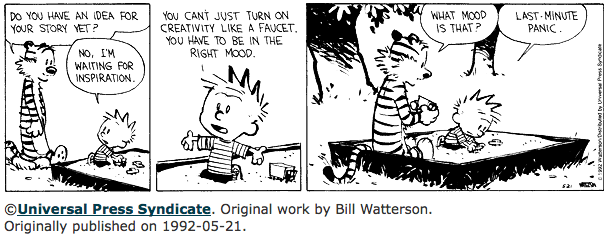 DO YOU HAVE AN IDEA FOR
YOUR STORY YET?
NO, I'M
WAITING FOR
INSPIRATION.
YOU CAN'T JUST TURN ON
CREATIVITY LIKE A FAUCET.
YOU HAVE TO BE IN THE
RIGHT MOOD.
WHAT MOOD
IS THAT?
LAST-MINUTE
PANIC.
© 1992 Watterson/Distributed by Universal Press Syndicate
5-21
WATTERSON
©Universal Press Syndicate. Original work by Bill Watterson.
Originally published on 1992-05-21.